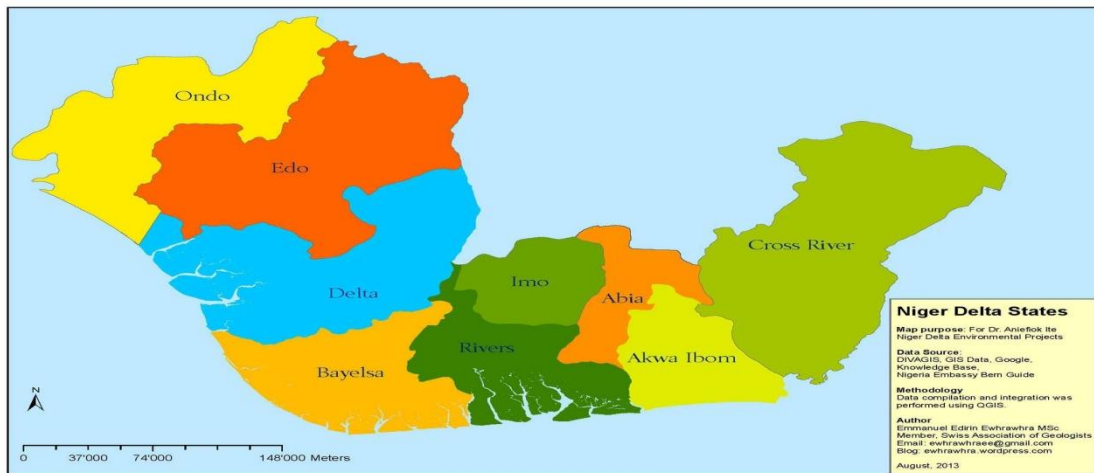 Ondo
Edo
Cross River
Imo
Delta
Abia
Rivers
Akwa Ibom
Bayelsa
N
0 37'000 74'000 148'000 Meters
Niger Delta States
Map purpose: For Dr. Aniefiok Ite
Niger Delta Environmental Projects
Data Source:
DIVAGIS, GIS Data, Google,
Knowledge Base,
Nigeria Embassy Bern Guide
Methodology
Data compilation and integration was
performed using QGIS.
Author
Emmanuel Edirin Ewhrawhra MSc
Member, Swiss Association of Geologists
Email: ewhrawhraee@gmail.com
Blog: ewhrawhra.wordpress.com
August, 2013